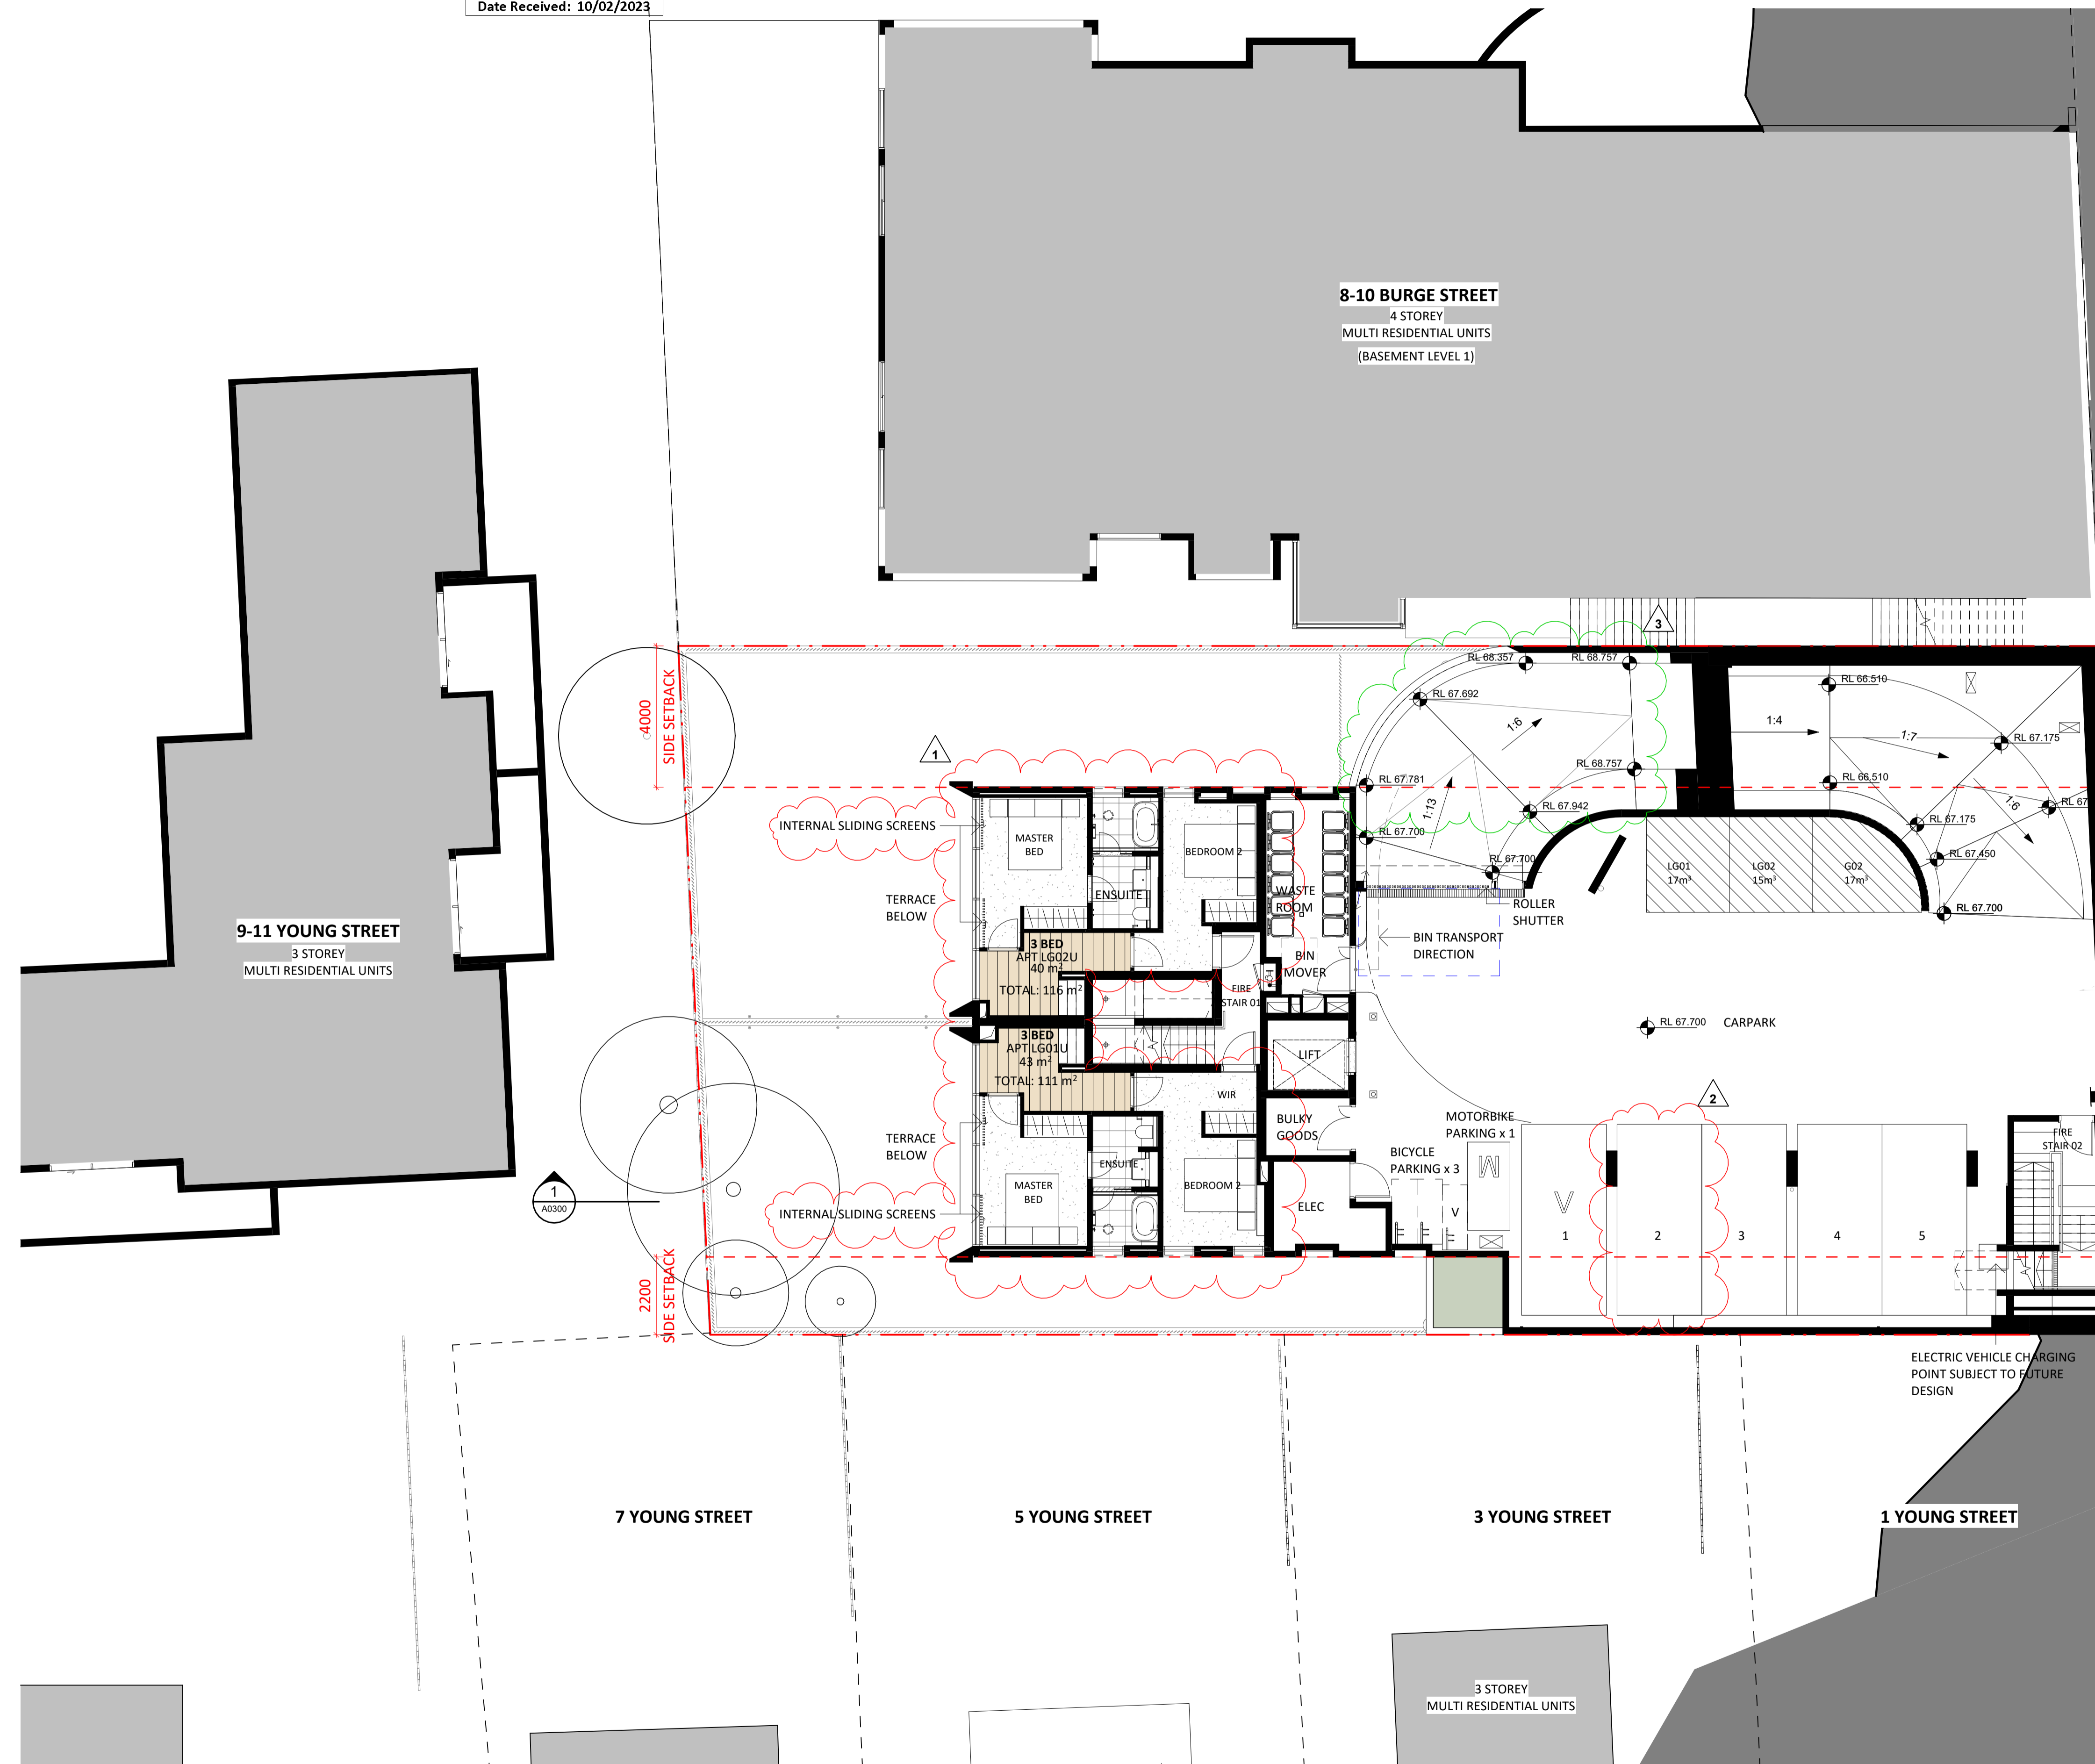 Date Received: 10/02/2023
8-10 BURGE STREET
4 STOREY
MULTI RESIDENTIAL UNITS
(BASEMENT LEVEL 1)
9-11 YOUNG STREET
3 STOREY
MULTI RESIDENTIAL UNITS
4000
SIDE SETBACK
2200
SIDE SETBACK
1
2
3
INTERNAL SLIDING SCREENS
TERRACE
BELOW
TERRACE
BELOW
INTERNAL SLIDING SCREENS
1
A0300
MASTER
BED
ENSUITE
BEDROOM 2
3 BED
APT LG02U
40 m²
TOTAL: 116 m²
3 BED
APT LG01U
43 m²
TOTAL: 111 m²
MASTER
BED
ENSUITE
BEDROOM 2
WIR
FIRE
STAIR 01
WASTE
ROOM
BIN
MOVER
LIFT
BULKY
GOODS
ELEC
RL 68.357
RL 68.757
RL 67.692
1:6
RL 68.757
RL 67.781
1:13
RL 67.942
RL 67.700
RL 67.700
ROLLER
SHUTTER
BIN TRANSPORT
DIRECTION
RL 66.510
1:4
1:7
RL 67.175
RL 66.510
1:6
RL 67.175
RL 67.450
RL 67.700
LG01
17m³
LG02
15m³
G02
17m³
RL 67.700
CARPARK
MOTORBIKE
PARKING x 1
BICYCLE
PARKING x 3
M
V
V
1
2
3
4
5
FIRE
STAIR 02
ELECTRIC VEHICLE CHARGING
POINT SUBJECT TO FUTURE
DESIGN
7 YOUNG STREET
5 YOUNG STREET
3 YOUNG STREET
1 YOUNG STREET
3 STOREY
MULTI RESIDENTIAL UNITS